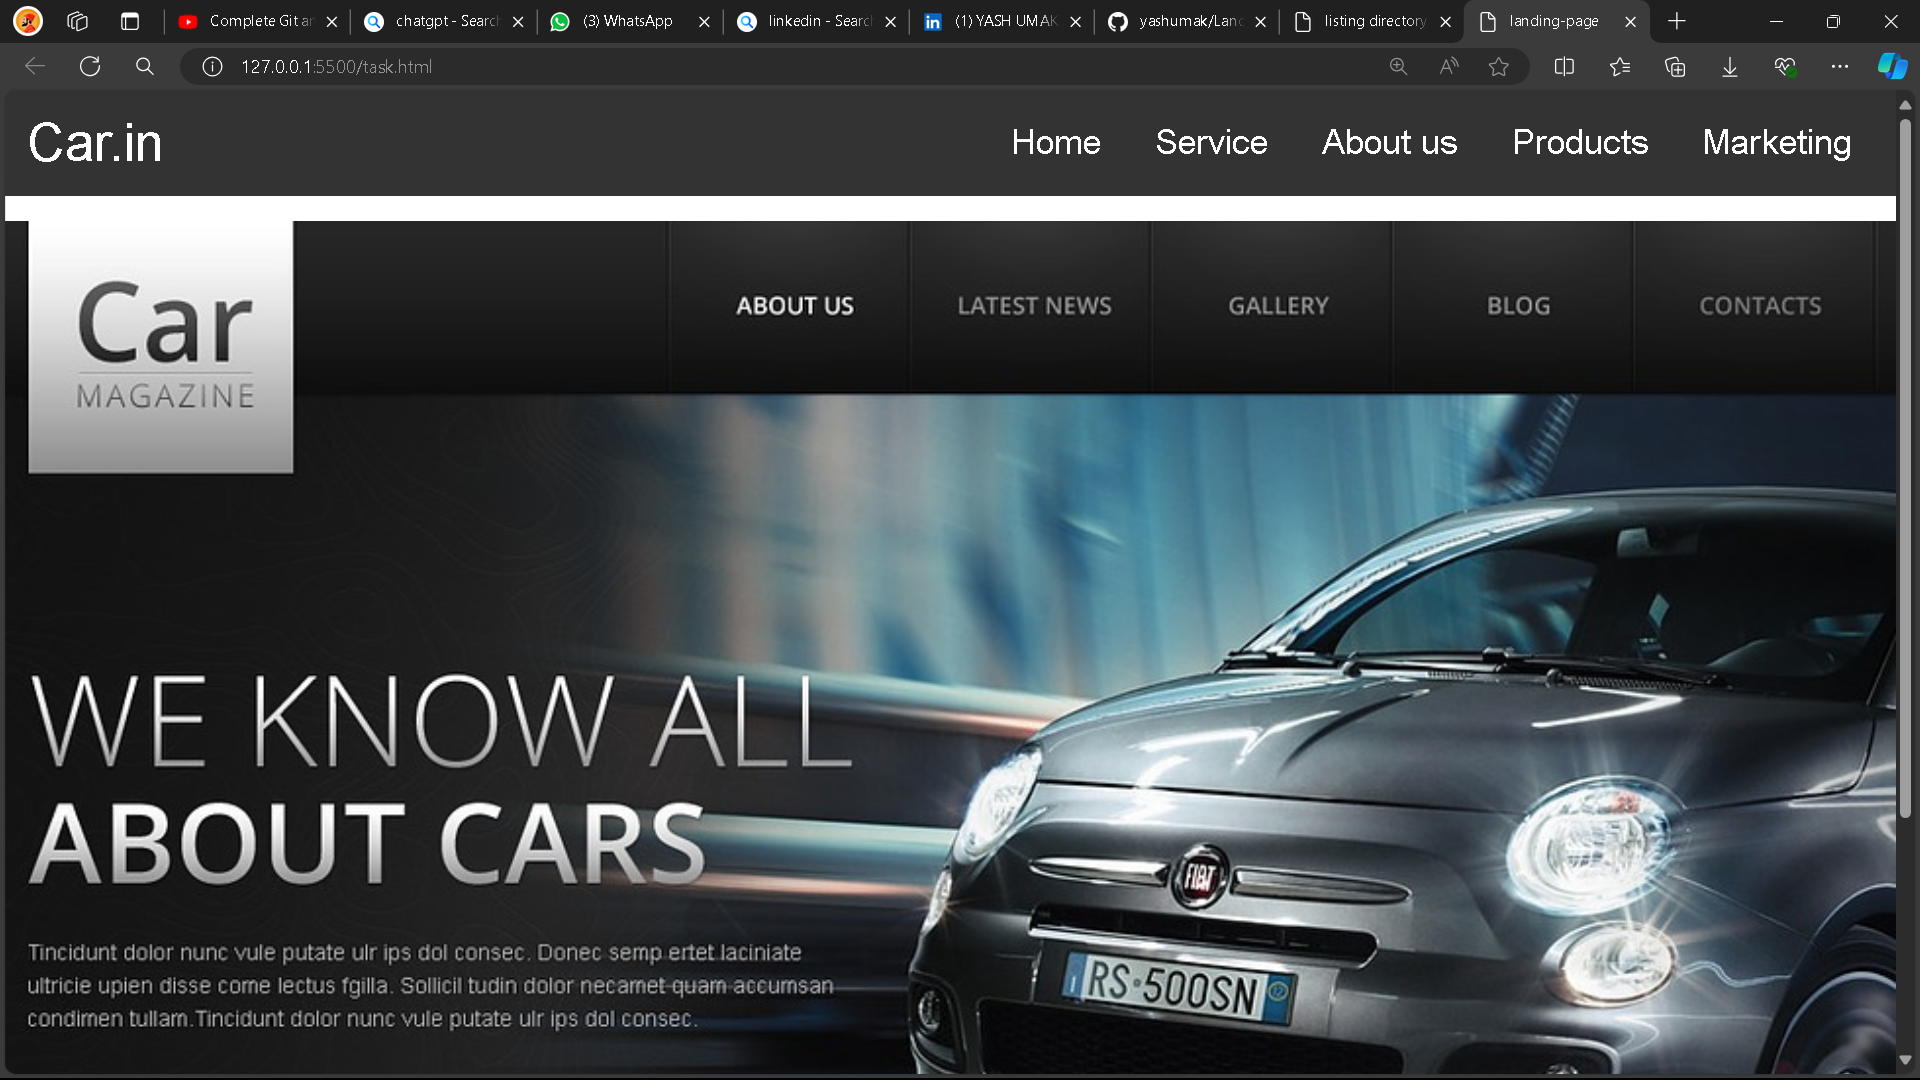 Complete Git an
chatgpt - Search
(3) WhatsApp
linkedin - Search
(1) YASH UMAK
yashumak/Lanc
listing directory
landing-page
127.0.0.1:5500/task.html
Car.in
Home Service About us Products Marketing
Car
MAGAZINE
ABOUT US LATEST NEWS GALLERY BLOG CONTACTS
WE KNOW ALL
ABOUT CARS
Tincidunt dolor nunc vule putate ulr ips dol consec. Donec semp ertet laciniate
ultricie upien disse come lectus fgilla. Sollicil tudin dolor necamet quam accumsan
condimen tullam.Tincidunt dolor nunc vule putate ulr ips dol consec.
FIAT
RS·500SN